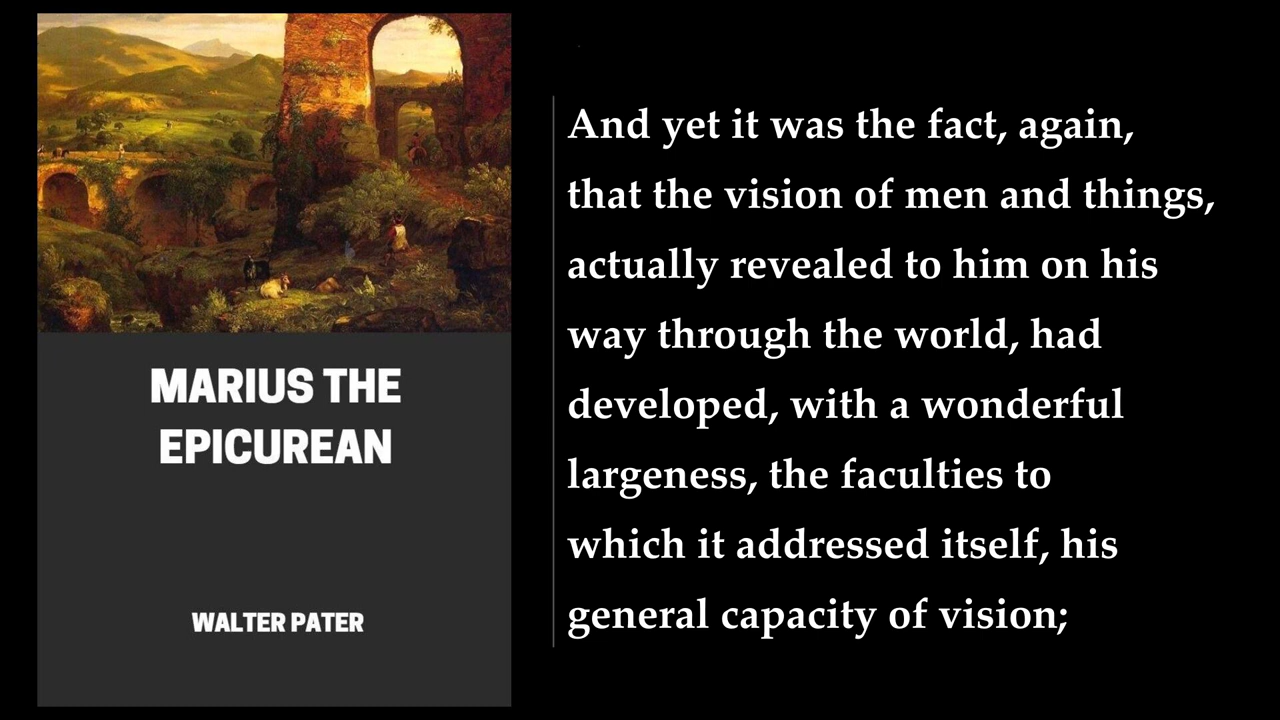 MARIUS THE
EPICUREAN
WALTER PATER
And yet it was the fact, again,
that the vision of men and things,
actually revealed to him on his
way through the world, had
developed, with a wonderful
largeness, the faculties to
which it addressed itself, his
general capacity of vision;